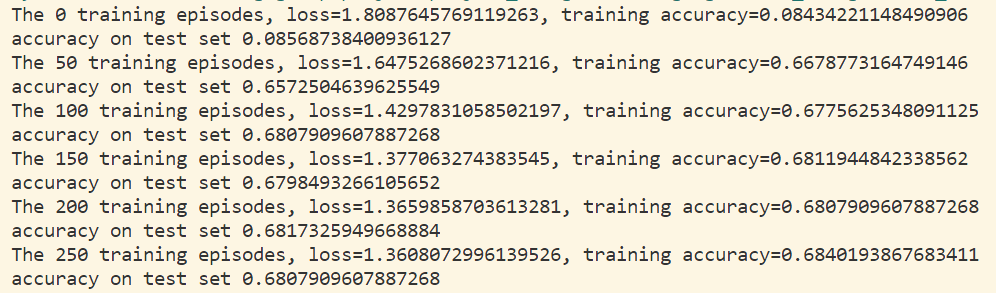 The 0 training episodes, loss=1.8087645769119263, training accuracy=0.08434221148490906
accuracy on test set 0.08568738400936127
The 50 training episodes, loss=1.6475268602371216, training accuracy=0.6678773164749146
accuracy on test set 0.6572504639625549
The 100 training episodes, loss=1.4297831058502197, training accuracy=0.6775625348091125
accuracy on test set 0.6807909607887268
The 150 training episodes, loss=1.377063274383545, training accuracy=0.6811944842338562
accuracy on test set 0.6798493266105652
The 200 training episodes, loss=1.3659858703613281, training accuracy=0.6807909607887268
accuracy on test set 0.6817325949668884
The 250 training episodes, loss=1.3608072996139526, training accuracy=0.6840193867683411
accuracy on test set 0.6807909607887268